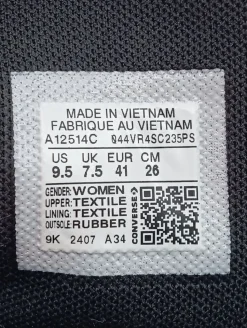 MADE IN VIETNAM
FABRIQUE AU VIETNAM
A12514C 044VR4SC235PS
US UK EUR CM
9.5 7.5 41 26
GENDER: WOMEN
UPPER: TEXTILE
LINING: TEXTILE
OUTSOLE: RUBBER
CONVERSE
9K 2407 A34